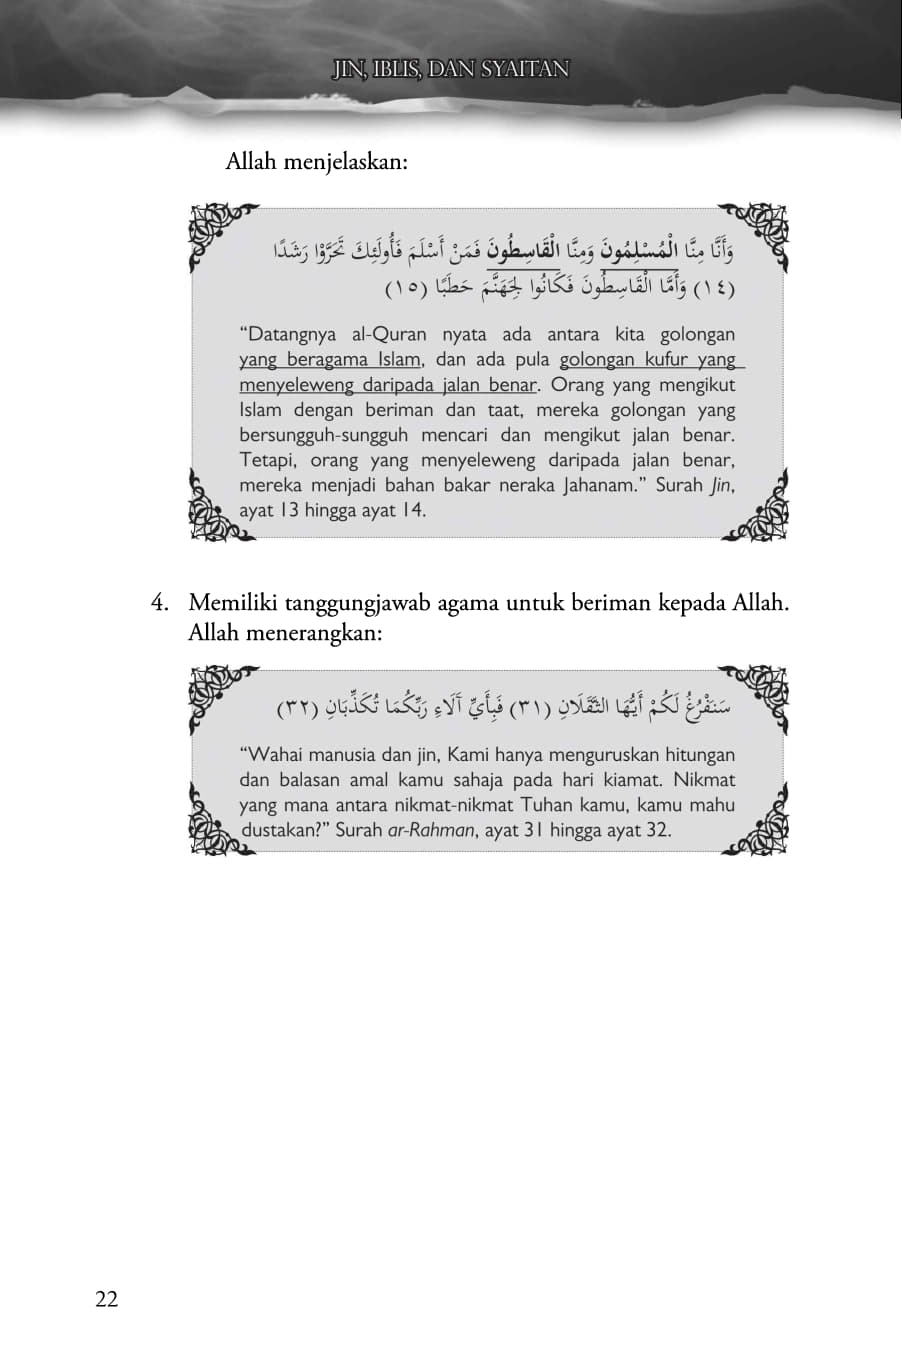 JIN, IBLIS, DAN SYAITAN
Allah menjelaskan:
وَأَنَّا مِنَّا الْمُسْلِمُونَ وَمِنَّا الْقَاسِطُونَ فَمَنْ أَسْلَمَ فَأُولَئِكَ تَحَرَّوْا رَشَدًا
(١٤) وَأَمَّا الْقَاسِطُونَ فَكَانُوا لِجَهَنَّمَ حَطَبًا (١٥)
“Datangnya al-Quran nyata ada antara kita golongan
yang beragama Islam, dan ada pula golongan kufur yang
menyeleweng daripada jalan benar. Orang yang mengikut
Islam dengan beriman dan taat, mereka golongan yang
bersungguh-sungguh mencari dan mengikut jalan benar.
Tetapi, orang yang menyeleweng daripada jalan benar,
mereka menjadi bahan bakar neraka Jahanam.” Surah Jin,
ayat 13 hingga ayat 14.
4. Memiliki tanggungjawab agama untuk beriman kepada Allah.
Allah menerangkan:
سَنَفْرُغُ لَكُمْ أَيُّهَا الثَّقَلَانِ (٣١) فَبِأَيِّ آَلَاءِ رَبِّكُمَا تُكَذِّبَانِ (٣٢)
“Wahai manusia dan jin, Kami hanya menguruskan hitungan
dan balasan amal kamu sahaja pada hari kiamat. Nikmat
yang mana antara nikmat-nikmat Tuhan kamu, kamu mahu
dustakan?” Surah ar-Rahman, ayat 31 hingga ayat 32.
22